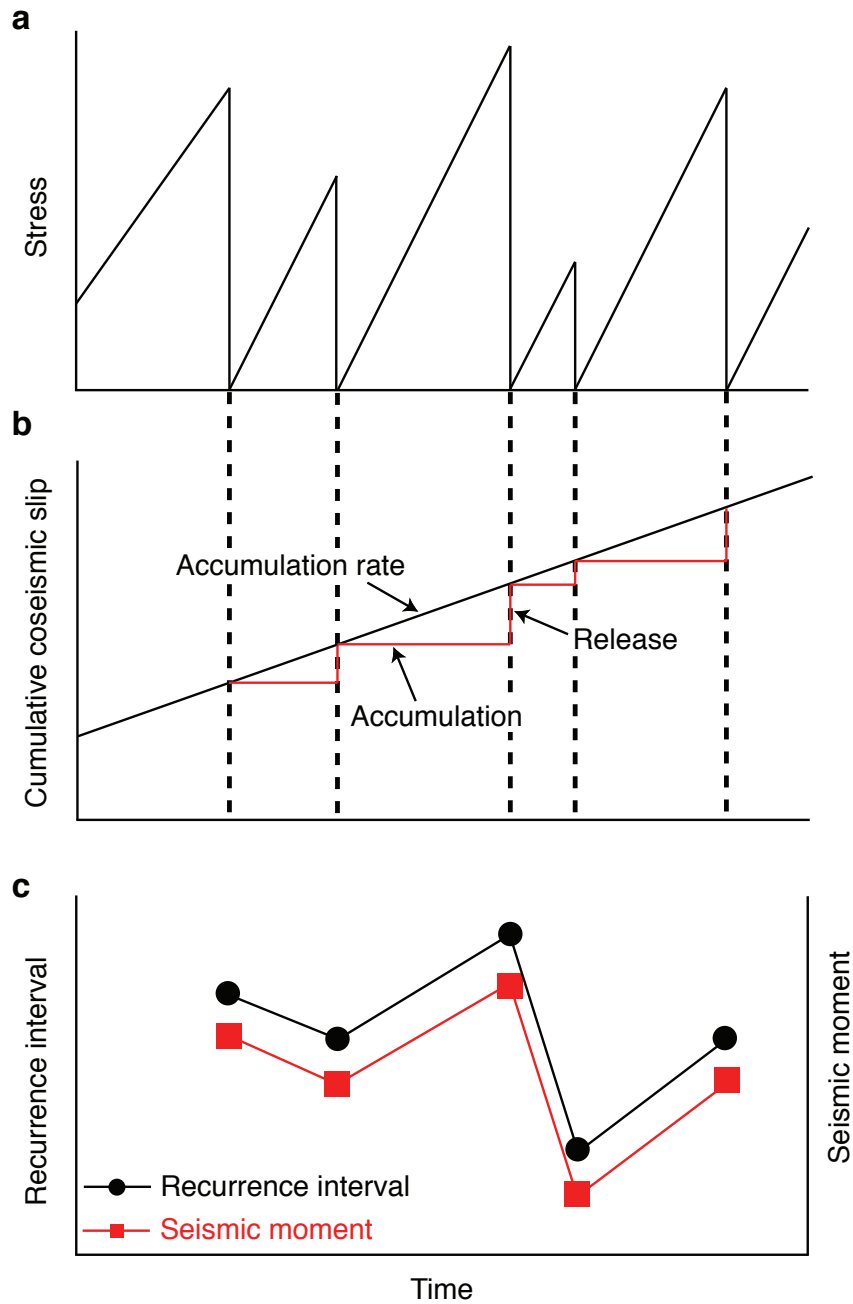 a
Stress
b
Cumulative coseismic slip
Accumulation rate
Release
Accumulation
c
Recurrence interval
Seismic moment
Recurrence interval
Seismic moment
Time